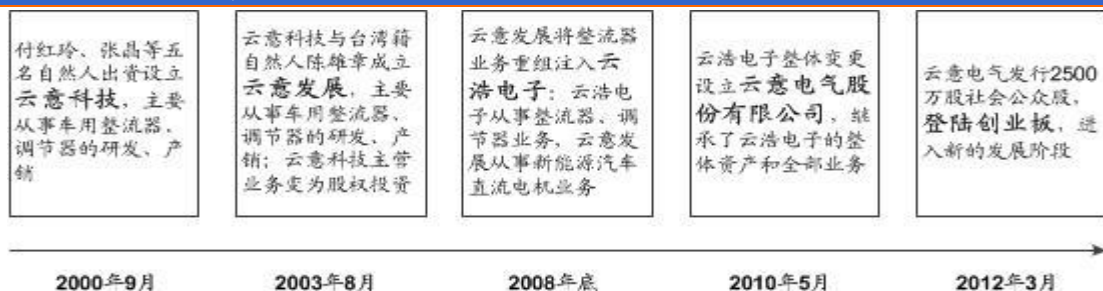 付红玲、张晶等五
名自然人出资设立
云意科技，主要
从事车用整流器、
调节器的研发、产
销
云意科技与台湾籍
自然人陈雄章成立
云意发展，主要
从事车用整流器、
调节器的研发、产
销；云意科技主营
业务变为股权投资
云意发展将整流器
业务重组注入云
浩电子；云浩电
子从事整流器、调
节器业务，云意发
展从事新能源汽车
直流电机业务
云浩电子整体变更
设立云意电气股
份有限公司，继
承了云浩电子的整
体资产和全部业务
云意电气发行2500
万股社会公众股，
登陆创业板，进
入新的发展阶段
2000年9月
2003年8月
2008年底
2010年5月
2012年3月